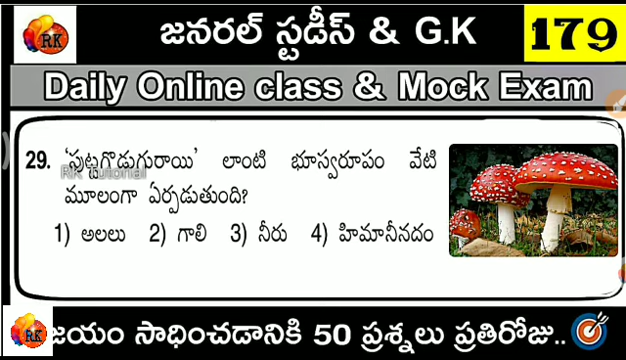 RK
జనరల్ స్టడీస్ & G.K
179
Daily Online class & Mock Exam
29. 'పుట్టగొడుగురాయి' లాంటి భూస్వరూపం వేటి
RK Tutorial
మూలంగా ఏర్పడుతుంది?
1) అలలు 2) గాలి 3) నీరు 4) హిమానీనదం
RK
జయం సాధించడానికి 50 ప్రశ్నలు ప్రతిరోజు..